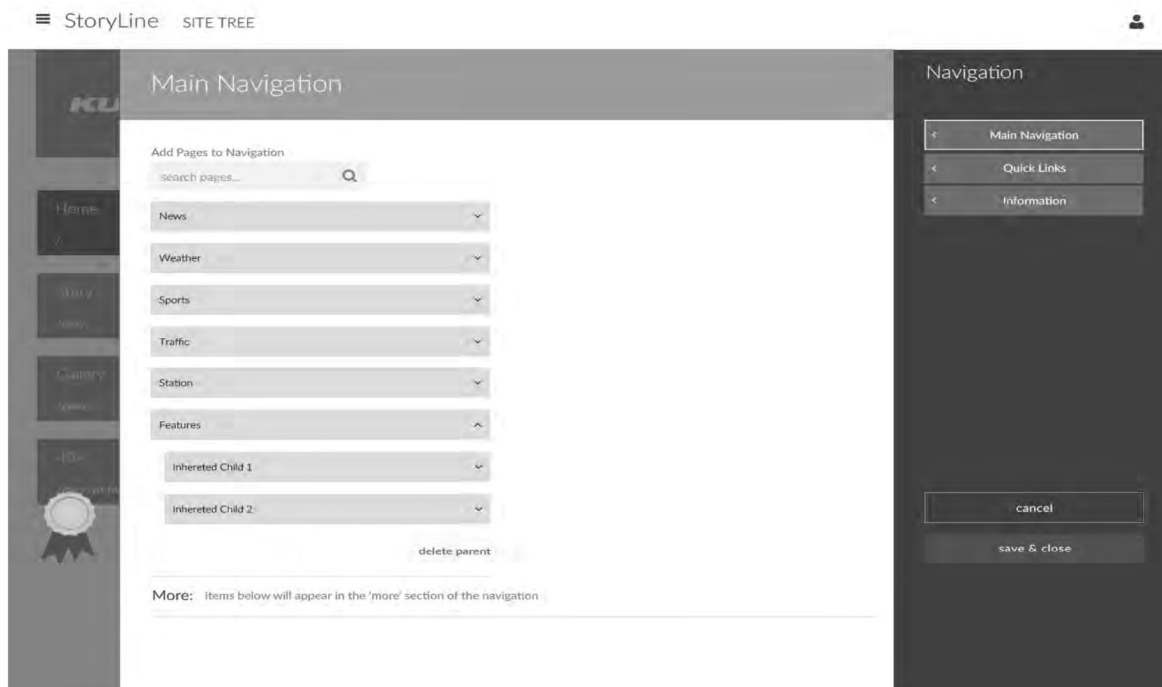 StoryLine SITE TREE
Main Navigation
Add Pages to Navigation
search pages...
News
Weather
Sports
Traffic
Station
Features
Inhereted Child 1
Inhereted Child 2
delete parent
More: items below will appear in the 'more' section of the navigation
Home
/
Story
Gallery
Navigation
Main Navigation
Quick Links
Information
cancel
save & close